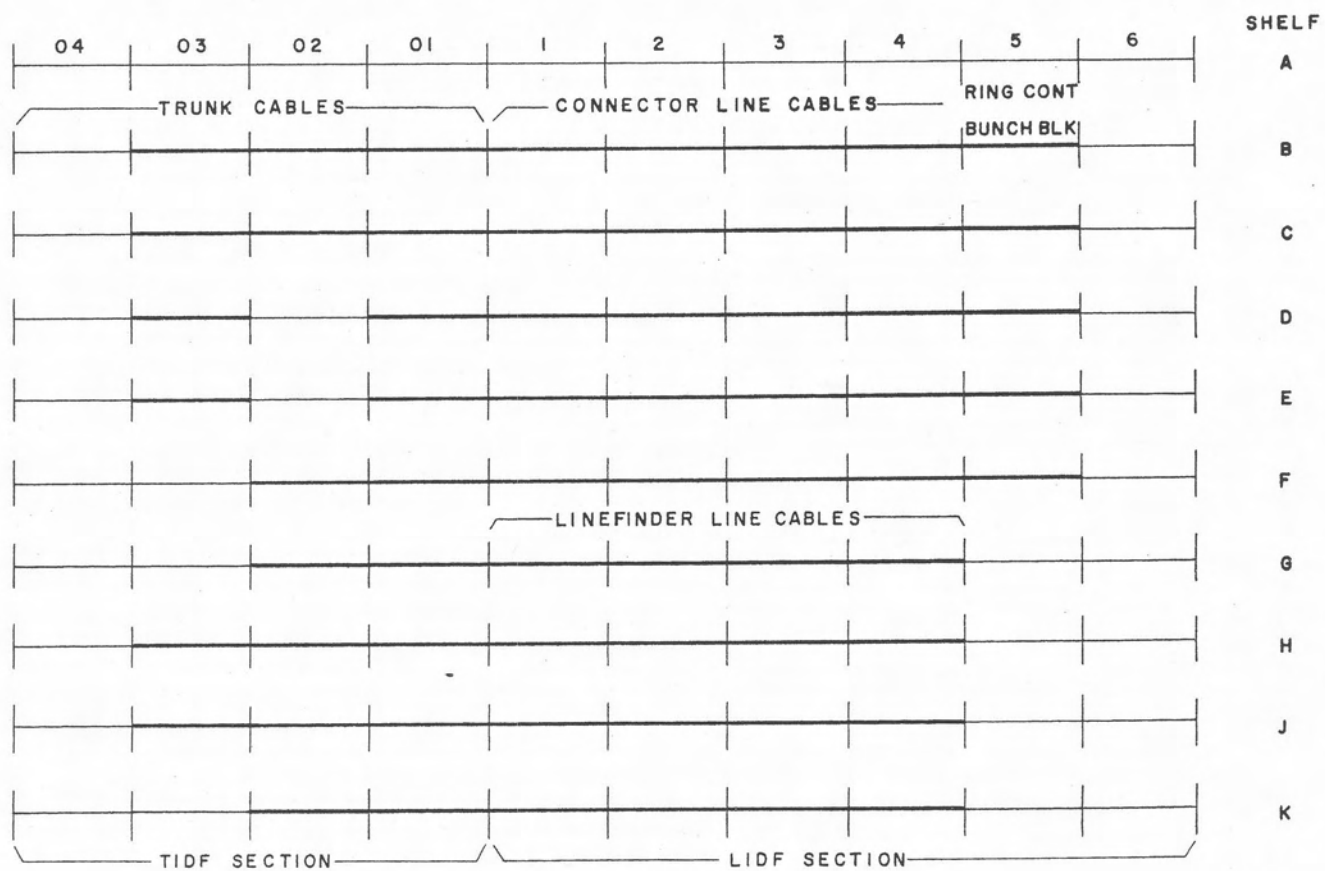 SHELF
04 03 02 01 1 2 3 4 5 6
A
TRUNK CABLES CONNECTOR LINE CABLES RING CONT
BUNCH BLK
B
C
D
E
F
LINEFINDER LINE CABLES
G
H
J
K
TIDF SECTION LIDF SECTION